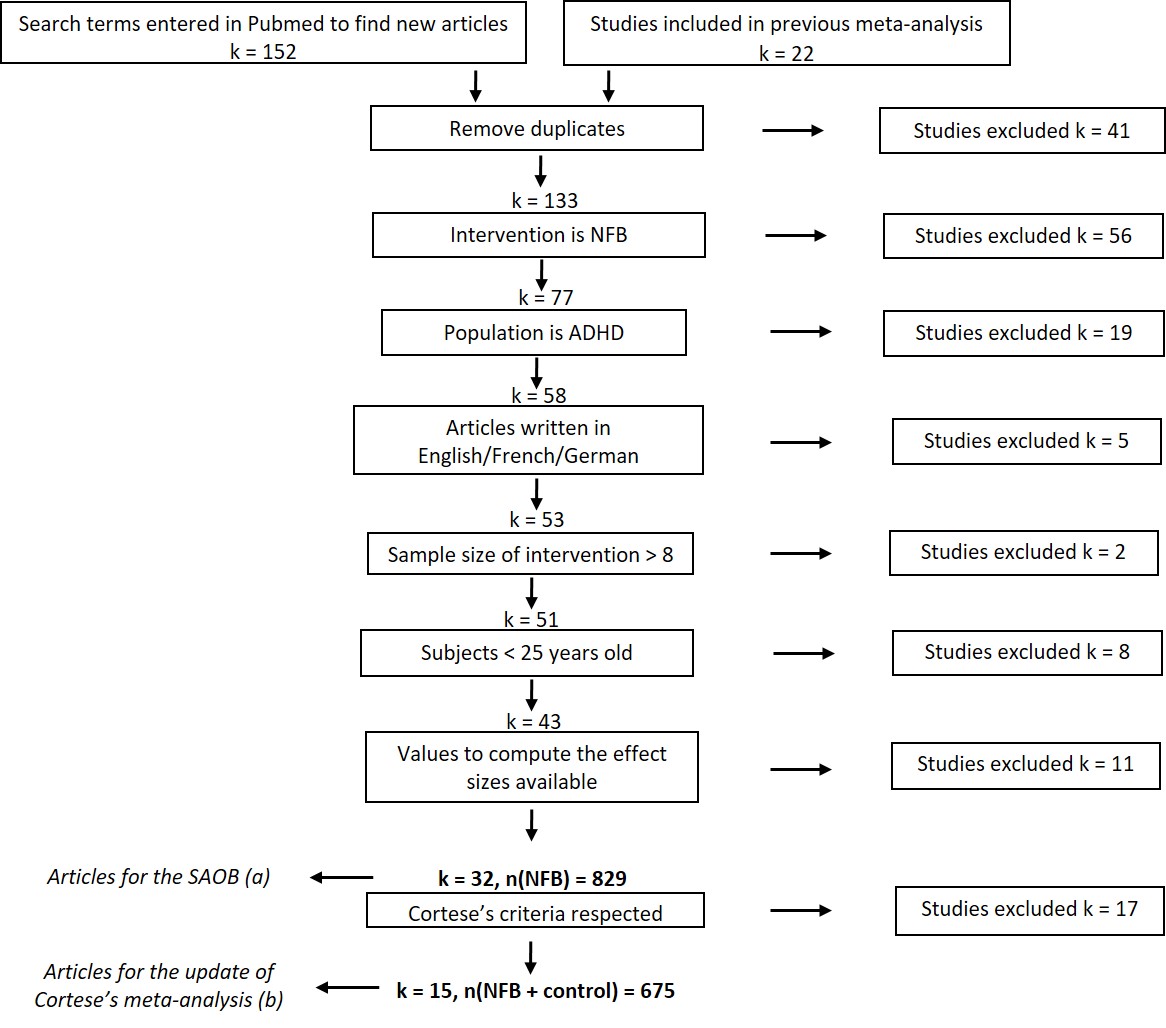 Search terms entered in Pubmed to find new articles
k = 152
Studies included in previous meta-analysis
k = 22
Remove duplicates
Studies excluded k = 41
k = 133
Intervention is NFB
Studies excluded k = 56
k = 77
Population is ADHD
Studies excluded k = 19
k = 58
Articles written in
English/French/German
Studies excluded k = 5
k = 53
Sample size of intervention > 8
Studies excluded k = 2
k = 51
Subjects < 25 years old
Studies excluded k = 8
k = 43
Values to compute the effect
sizes available
Studies excluded k = 11
Articles for the SAOB (a)
k = 32, n(NFB) = 829
Cortese’s criteria respected
Studies excluded k = 17
Articles for the update of
Cortese’s meta-analysis (b)
k = 15, n(NFB + control) = 675